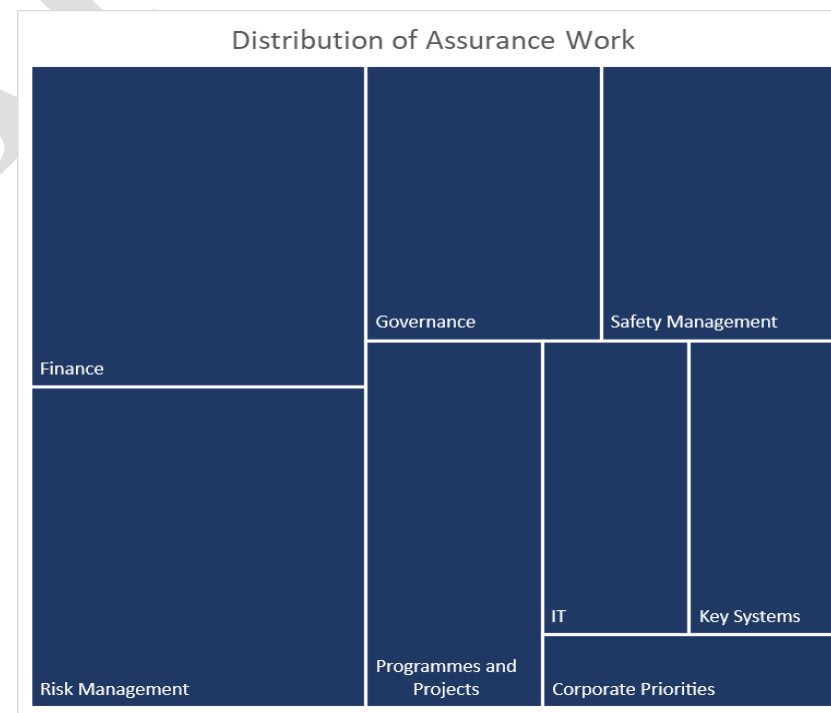 Distribution of Assurance Work
Finance
Governance
Safety Management
Risk Management
Programmes and
Projects
IT
Key Systems
Corporate Priorities